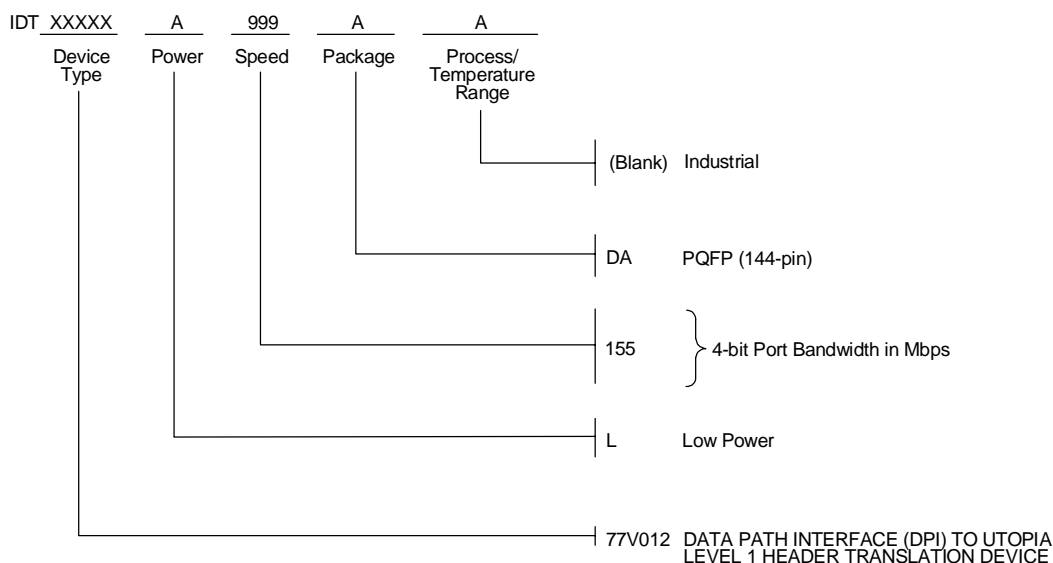 IDT XXXXX A 999 A A
Device Type Power Speed Package Process/ Temperature Range
(Blank) Industrial
DA PQFP (144-pin)
155 4-bit Port Bandwidth in Mbps
L Low Power
77V012 DATA PATH INTERFACE (DPI) TO UTOPIA
LEVEL 1 HEADER TRANSLATION DEVICE